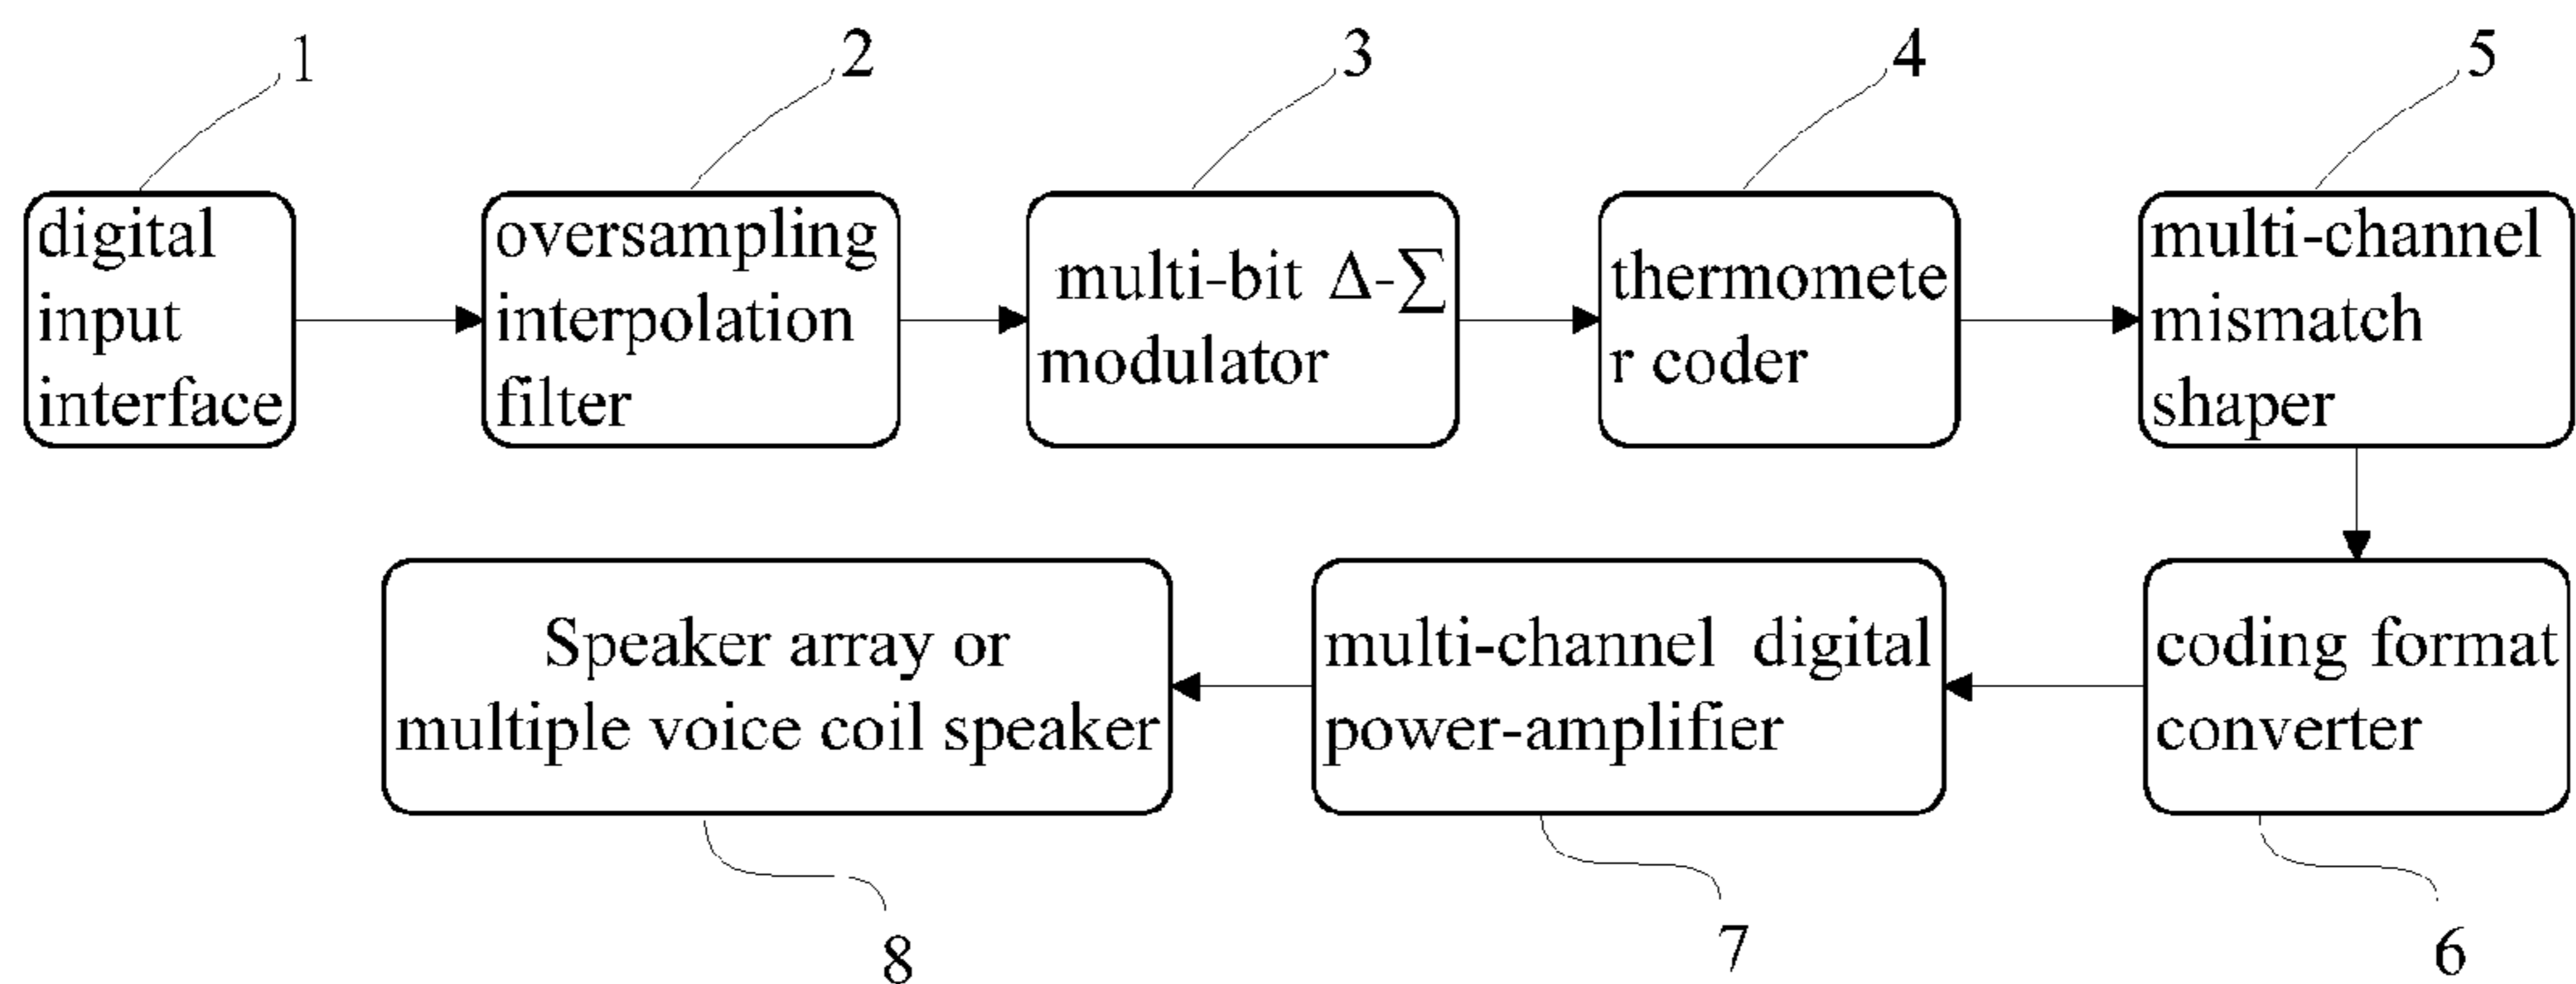 1
2
3
4
5
digital
input
interface
oversampling
interpolation
filter
multi-bit Δ-∑
modulator
thermomete
r coder
multi-channel
mismatch
shaper
Speaker array or
multiple voice coil speaker
multi-channel digital
power-amplifier
coding format
converter
8
7
6